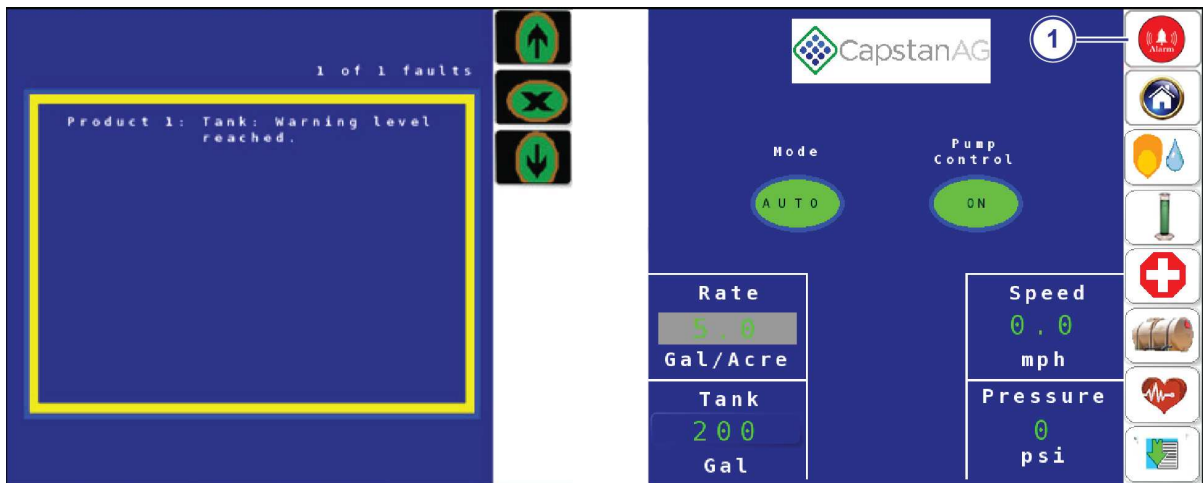 1 of 1 faults
Product 1: Tank: Warning level
reached.
CapstanAG
1
Alarm
Mode
Pump
Control
AUTO
ON
Rate
5.0
Gal/Acre
Speed
0.0
mph
Tank
200
Gal
Pressure
0
psi